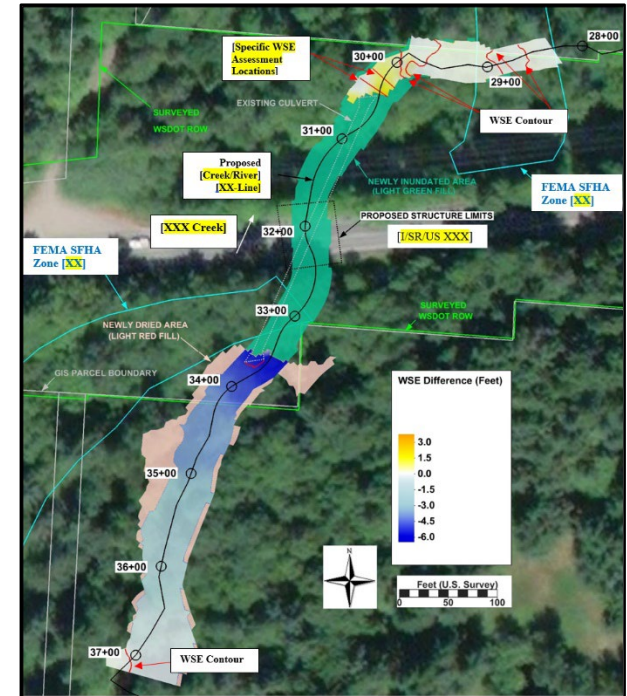 28+00
[Specific WSE
Assessment
Locations]
30+00
29+00
EXISTING CULVERT
WSE Contour
SURVEYED
WSDOT ROW
31+00
Proposed
[Creek/River]
[XX-Line]
NEWLY INUNDATED AREA
(LIGHT GREEN FILL)
FEMA SFHA
Zone [XX]
[XXX Creek]
PROPOSED STRUCTURE LIMITS
32+00
[I/SR/US XXX]
FEMA SFHA
Zone [XX]
33+00
SURVEYED
WSDOT ROW
NEWLY DRIED AREA
(LIGHT RED FILL)
GIS PARCEL BOUNDARY
34+00
WSE Difference (Feet)
3.0
1.5
0.0
-1.5
-3.0
-4.5
-6.0
35+00
36+00
N
Feet (U.S. Survey)
0 50 100
37+00
WSE Contour